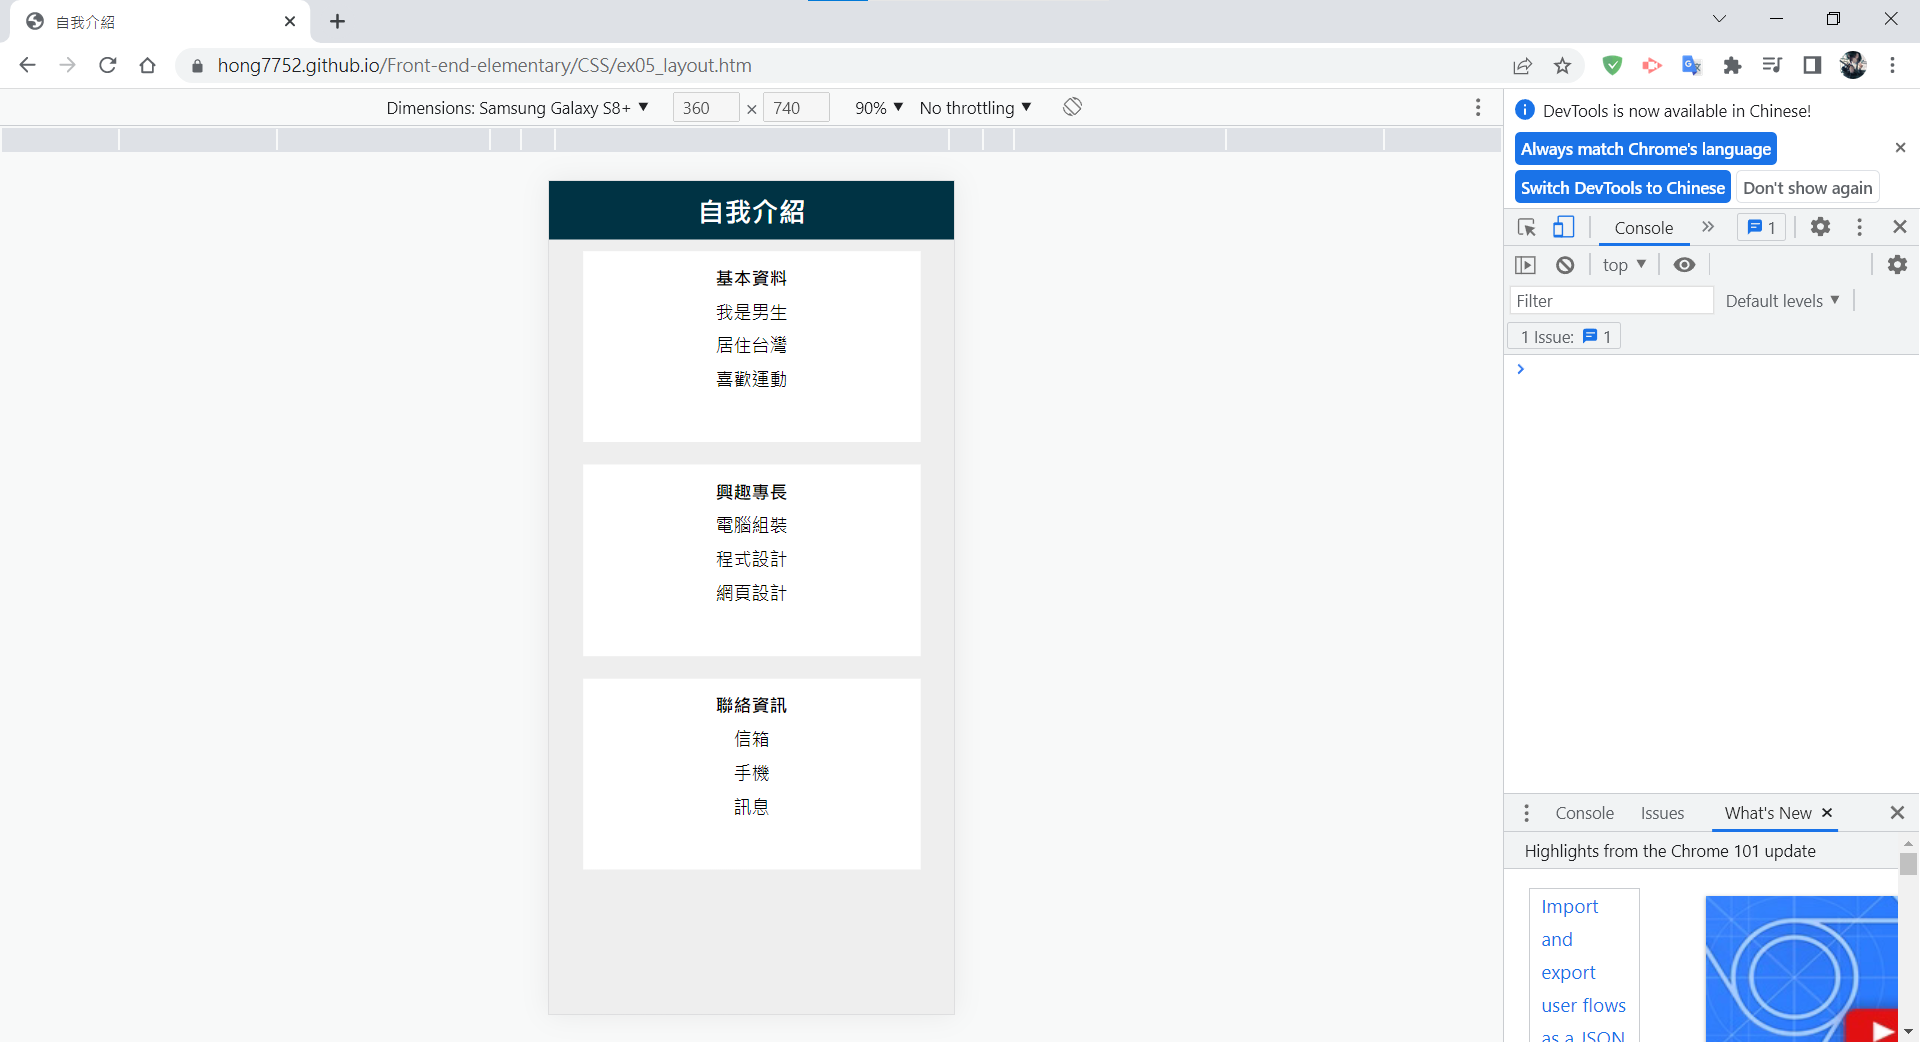 自我介紹
hong7752.github.io/Front-end-elementary/CSS/ex05_layout.htm
Dimensions: Samsung Galaxy S8+ 360 × 740 90% No throttling
自我介紹
基本資料
我是男生
居住台灣
喜歡運動
興趣專長
電腦組裝
程式設計
網頁設計
聯絡資訊
信箱
手機
訊息
DevTools is now available in Chinese!
Always match Chrome's language
Switch DevTools to Chinese Don't show again
Console 1
top
Filter Default levels
1 Issue: 1
Console Issues What's New
Highlights from the Chrome 101 update
Import
and
export
user flows
as a JSON